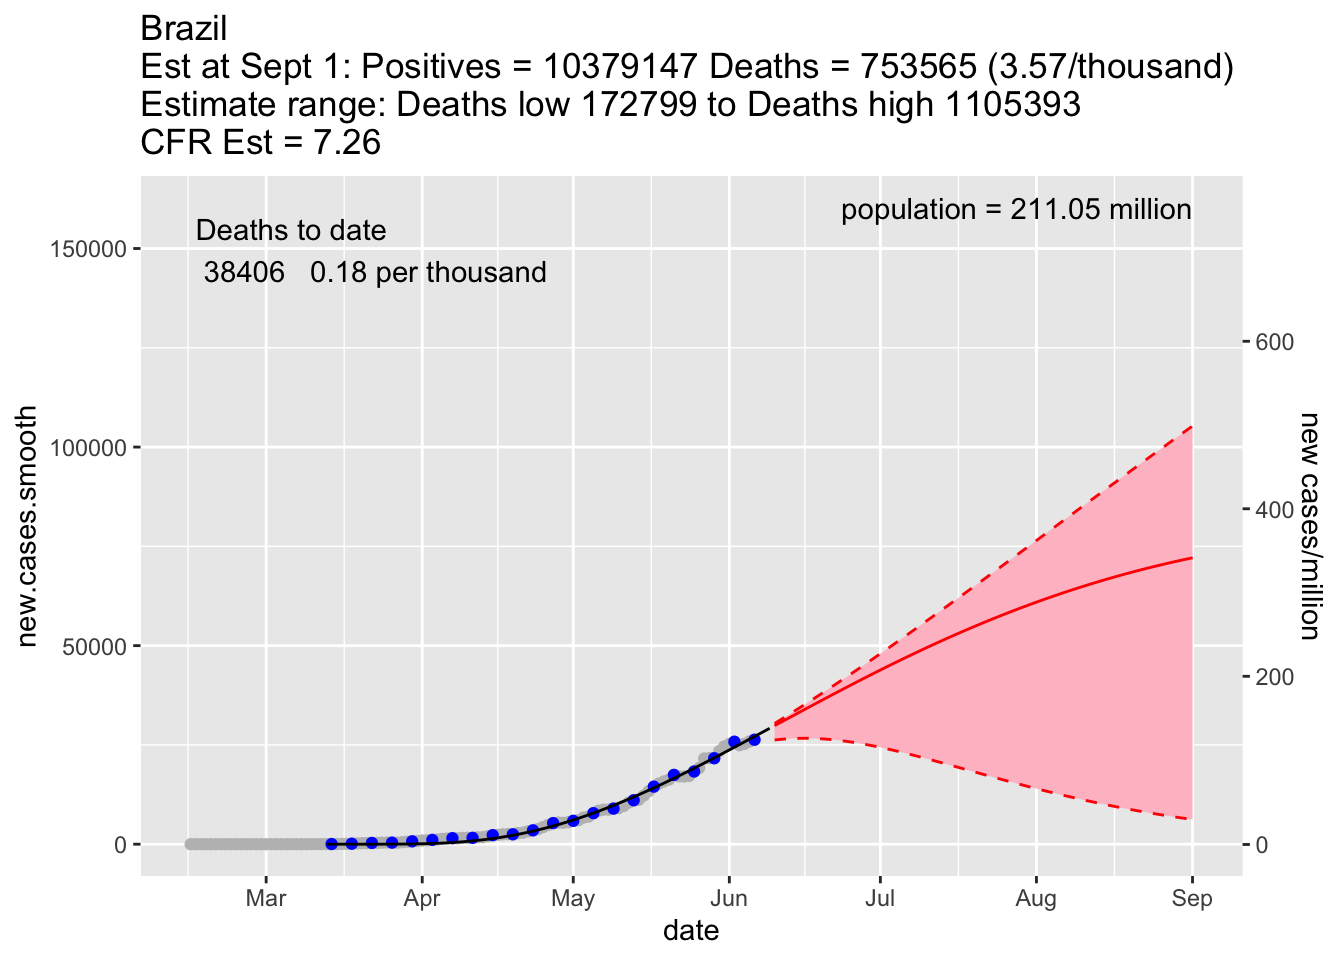 Brazil
Est at Sept 1: Positives = 10379147 Deaths = 753565 (3.57/thousand)
Estimate range: Deaths low 172799 to Deaths high 1105393
CFR Est = 7.26
population = 211.05 million
Deaths to date
38406 0.18 per thousand
150000
100000
50000
0
new.cases.smooth
600
400
200
0
new cases/million
Mar Apr May Jun Jul Aug Sep
date